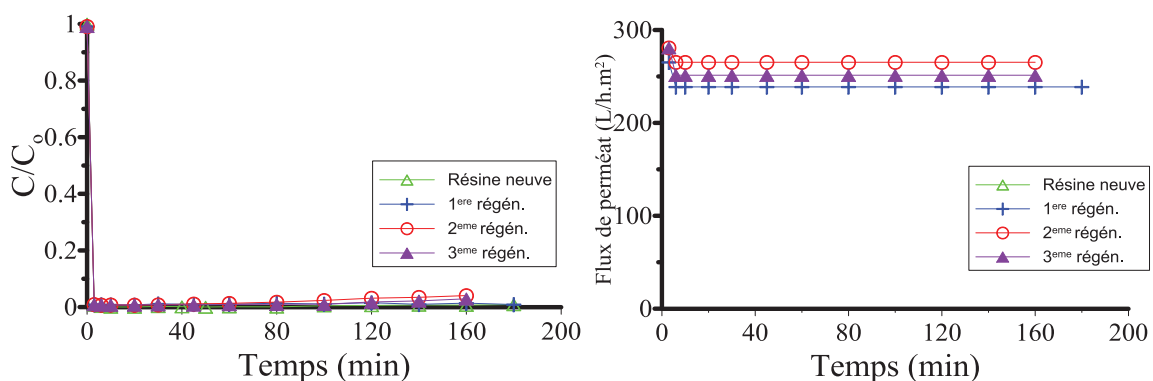 1
0.8
0.6
0.4
0.2
0
0 40 80 120 160 200
C/Co
Temps (min)
Résine neuve
1ere régén.
2eme régén.
3eme régén.
300
200
100
0
0 40 80 120 160 200
Flux de perméat (L/h.m²)
Temps (min)
Résine neuve
1ere régén.
2eme régén.
3eme régén.